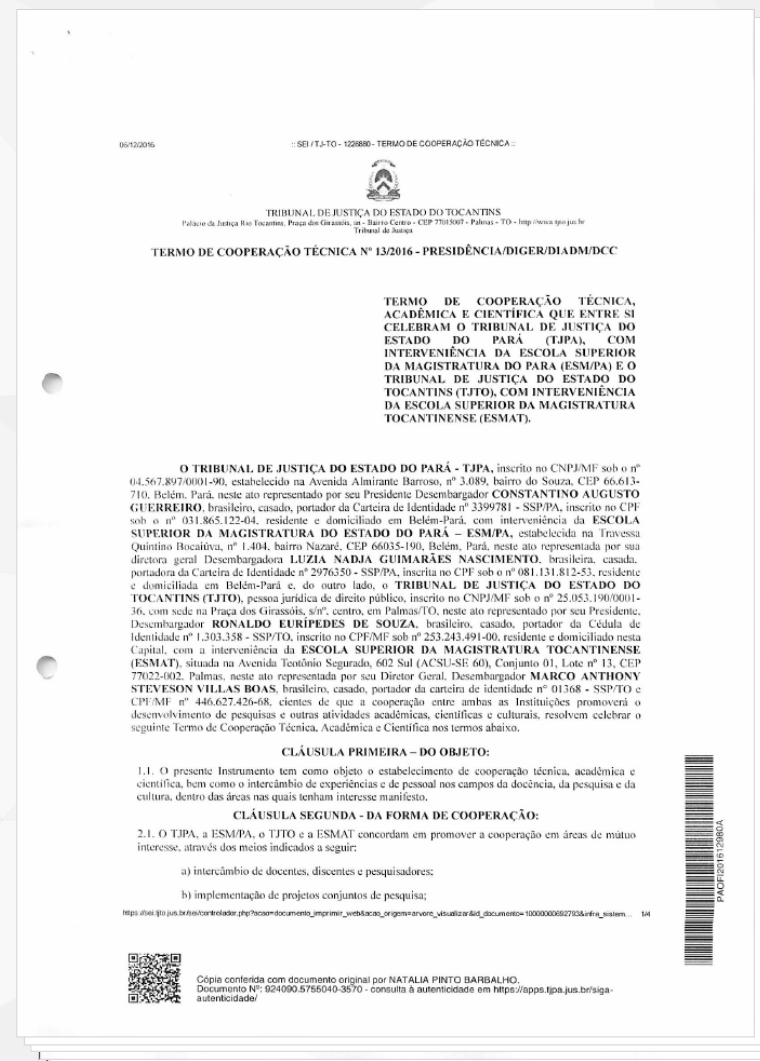 06/12/2016
:: SEI / TJ-TO - 1226880 - TERMO DE COOPERAÇÃO TÉCNICA ::
TRIBUNAL DE JUSTIÇA DO ESTADO DO TOCANTINS
Palácio da Justiça Rio Tocantins, Praça dos Girassóis, sn - Bairro Centro - CEP 77015007 - Palmas - TO - http://www.tjto.jus.br
Tribunal de Justiça
TERMO DE COOPERAÇÃO TÉCNICA Nº 13/2016 - PRESIDÊNCIA/DIGER/DIADM/DCC
TERMO DE COOPERAÇÃO TÉCNICA,
ACADÊMICA E CIENTÍFICA QUE ENTRE SI
CELEBRAM O TRIBUNAL DE JUSTIÇA DO
ESTADO DO PARÁ (TJPA), COM
INTERVENIÊNCIA DA ESCOLA SUPERIOR
DA MAGISTRATURA DO PARA (ESM/PA) E O
TRIBUNAL DE JUSTIÇA DO ESTADO DO
TOCANTINS (TJTO), COM INTERVENIÊNCIA
DA ESCOLA SUPERIOR DA MAGISTRATURA
TOCANTINENSE (ESMAT).
O TRIBUNAL DE JUSTIÇA DO ESTADO DO PARÁ - TJPA, inscrito no CNPJ/MF sob o nº
04.567.897/0001-90, estabelecido na Avenida Almirante Barroso, nº 3.089, bairro do Souza, CEP 66.613-
710, Belém, Pará, neste ato representado por seu Presidente Desembargador CONSTANTINO AUGUSTO
GUERREIRO, brasileiro, casado, portador da Carteira de Identidade nº 3399781 - SSP/PA, inscrito no CPF
sob o nº 031.865.122-04, residente e domiciliado em Belém-Pará, com interveniência da ESCOLA
SUPERIOR DA MAGISTRATURA DO ESTADO DO PARÁ – ESM/PA, estabelecida na Travessa
Quintino Bocaiúva, nº 1.404, bairro Nazaré, CEP 66035-190, Belém, Pará, neste ato representado por sua
diretora geral Desembargadora LUZIA NADJA GUIMARÃES NASCIMENTO, brasileira, casada,
portadora da Carteira de Identidade nº 2976350 - SSP/PA, inscrita no CPF sob o nº 081.131.812-53, residente
e domiciliada em Belém-Pará e, do outro lado, o TRIBUNAL DE JUSTIÇA DO ESTADO DO
TOCANTINS (TJTO), pessoa jurídica de direito público, inscrito no CNPJ/MF sob o nº 25.053.190/0001-
36, com sede na Praça dos Girassóis, s/nº, centro, em Palmas/TO, neste ato representado por seu Presidente,
Desembargador RONALDO EURÍPEDES DE SOUZA, brasileiro, casado, portador da Cédula de
Identidade nº 1.303.358 - SSP/TO, inscrito no CPF/MF sob nº 253.243.491-00, residente e domiciliado nesta
Capital, com a interveniência da ESCOLA SUPERIOR DA MAGISTRATURA TOCANTINENSE
(ESMAT), situada na Avenida Teotônio Segurado, 602 Sul (ACSU-SE 60), Conjunto 01, Lote nº 13, CEP
77022-002, Palmas, neste ato representada por seu Diretor Geral, Desembargador MARCO ANTHONY
STEVESON VILLAS BOAS, brasileiro, casado, portador da carteira de identidade nº 01368 - SSP/TO e
CPF/MF nº 446.627.426-68, cientes de que a cooperação entre ambas as Instituições promoverá o
desenvolvimento de pesquisas e outras atividades acadêmicas, científicas e culturais, resolvem celebrar o
seguinte Termo de Cooperação Técnica, Acadêmica e Científica nos termos abaixo.
CLÁUSULA PRIMEIRA – DO OBJETO:
1.1. O presente Instrumento tem como objeto o estabelecimento de cooperação técnica, acadêmica e
científica, bem como o intercâmbio de experiências e de pessoal nos campos da docência, da pesquisa e da
cultura, dentro das áreas nas quais tenham interesse manifesto.
CLÁUSULA SEGUNDA - DA FORMA DE COOPERAÇÃO:
2.1. O TJPA, a ESM/PA, o TJTO e a ESMAT concordam em promover a cooperação em áreas de mútuo
interesse, através dos meios indicados a seguir:
a) intercâmbio de docentes, discentes e pesquisadores;
b) implementação de projetos conjuntos de pesquisa;
https://sei.tjto.jus.br/sei/controlador.php?acao=documento_imprimir_web&acao_origem=arvore_visualizar&id_documento=10000000692793&infra_sistem... 1/4
PAOFI201612980A
Cópia conferida com documento original por NATALIA PINTO BARBALHO.
Documento Nº: 924090.5755040-3570 - consulta à autenticidade em https://apps.tjpa.jus.br/siga-
autenticidade/